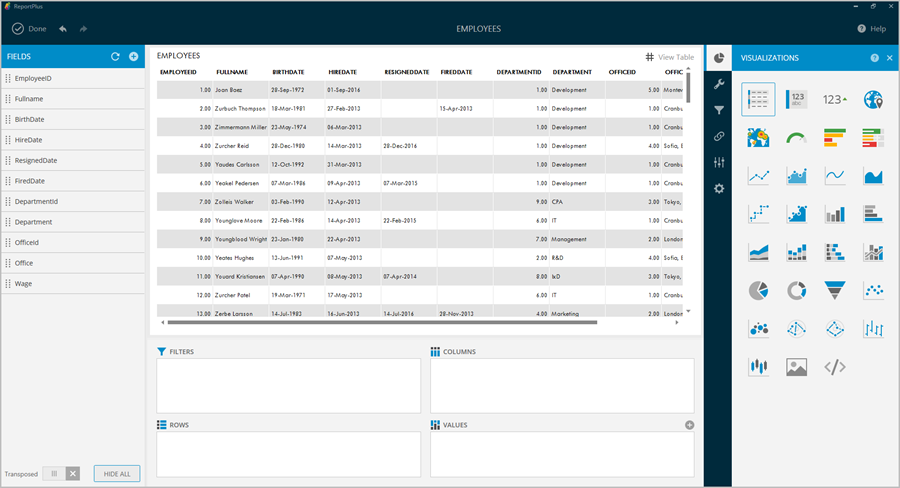 ReportPlus
Done
EMPLOYEES
Help
FIELDS
EmployeeID
Fullname
BirthDate
HireDate
ResignedDate
FiredDate
DepartmentId
Department
OfficeId
Office
Wage
Transposed
HIDE ALL
EMPLOYEES
View Table
EMPLOYEEID FULLNAME BIRTHDATE HIREDATE RESIGNEDDATE FIREDDATE DEPARTMENTID DEPARTMENT OFFICEID OFFIC
1.00 Joan Baez 28-Sep-1972 01-Sep-2016 1.00 Development 5.00 Montev
2.00 Zurbuch Thompson 18-Mar-1981 27-Feb-2013 15-Apr-2013 1.00 Development 1.00 Cranbu
3.00 Zimmermann Miller 23-May-1974 06-Mar-2013 1.00 Development 1.00 Cranbu
4.00 Zurcher Reid 28-Dec-1980 14-Mar-2013 28-Dec-2016 1.00 Development 4.00 Sofia, E
5.00 Youdes Carlsson 12-Oct-1992 31-Mar-2013 1.00 Development 1.00 Cranbu
6.00 Yeakel Pedersen 07-Mar-1986 09-Apr-2013 07-Mar-2015 1.00 Development 1.00 Cranbu
7.00 Zolleis Walker 03-Feb-1990 12-Apr-2013 9.00 CPA 3.00 Tokyo,
8.00 Younglove Moore 22-Feb-1986 14-Apr-2013 22-Feb-2015 6.00 IT 1.00 Cranbu
9.00 Youngblood Wright 23-Jan-1980 22-Apr-2013 7.00 Management 2.00 London
10.00 Yeates Hughes 13-Jun-1991 07-May-2013 2.00 R&D 4.00 Sofia, E
11.00 Youard Kristiansen 07-Apr-1990 08-May-2013 07-Apr-2014 8.00 IxD 3.00 Tokyo,
12.00 Zurcher Patel 19-Mar-1971 17-May-2013 6.00 IT 1.00 Cranbu
13.00 Zerbe Larsson 14-Jul-1983 16-Jun-2013 14-Jul-2016 28-Nov-2013 4.00 Marketing 2.00 London
FILTERS
COLUMNS
ROWS
VALUES
VISUALIZATIONS
123
abc
123